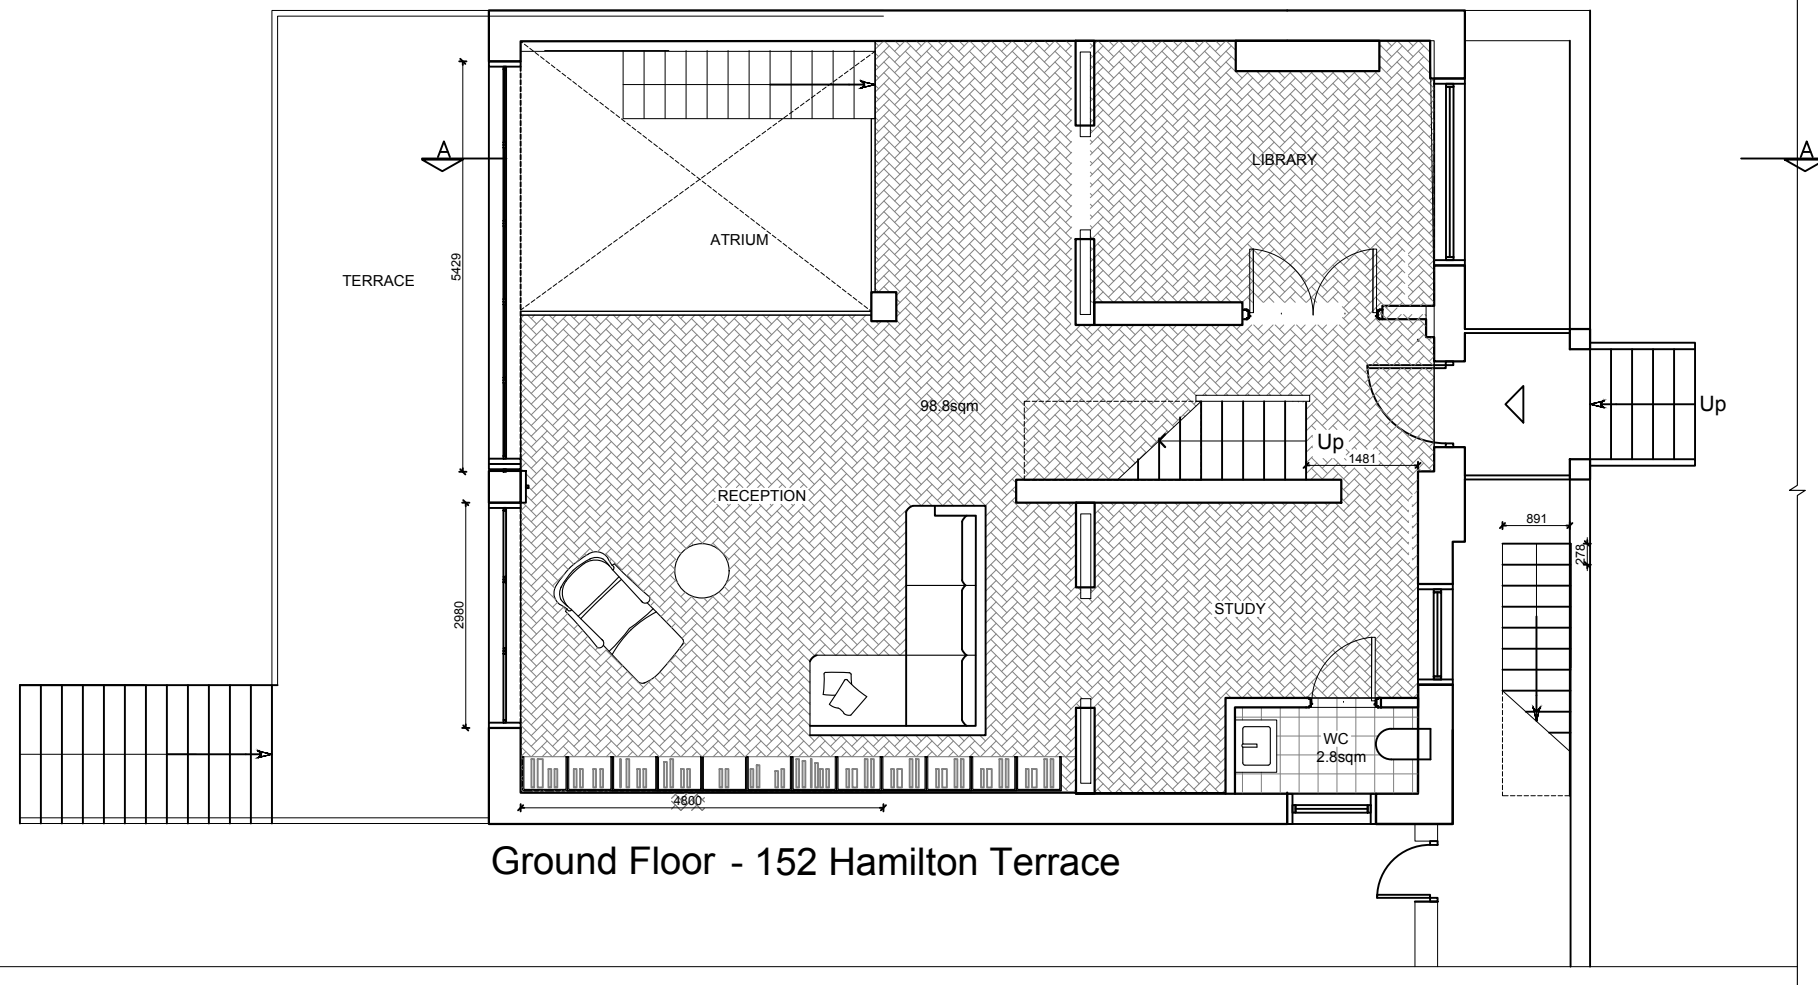 A
A
LIBRARY
ATRIUM
TERRACE
5429
98.8sqm
Up
Up
1481
RECEPTION
891
278
2980
STUDY
WC
2.8sqm
4800
Ground Floor - 152 Hamilton Terrace